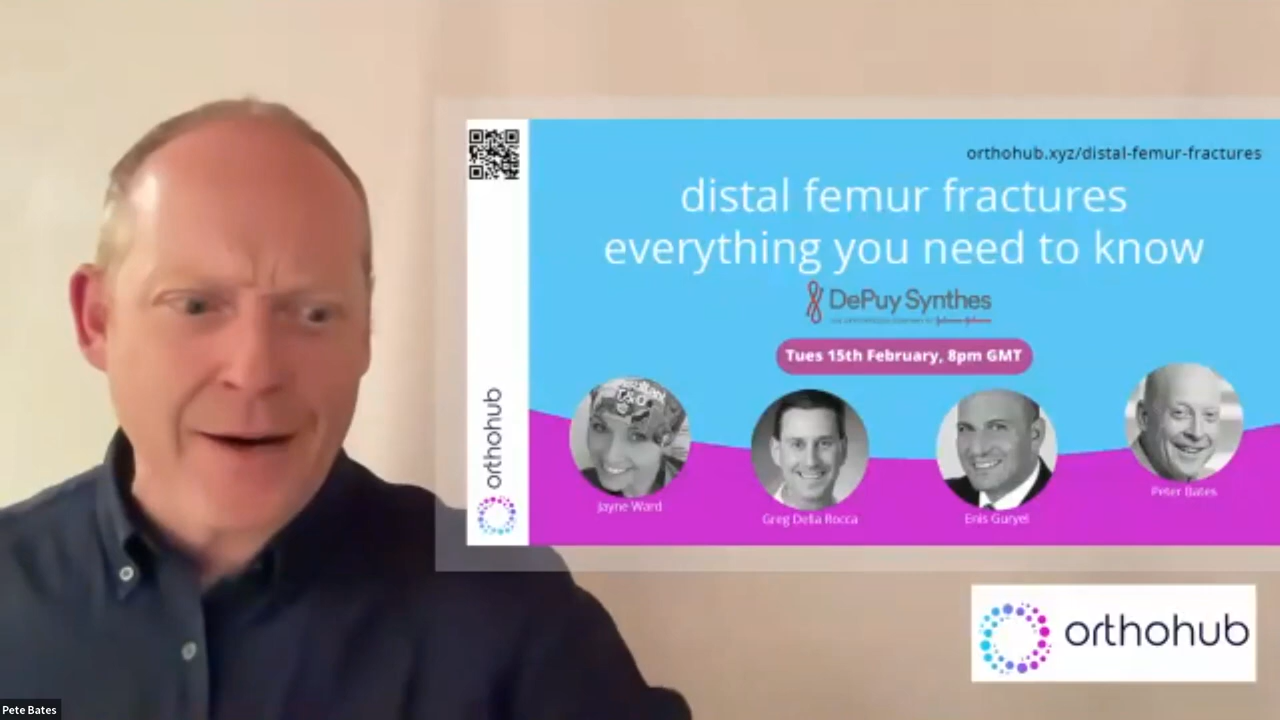 orthohub.xyz/distal-femur-fractures
distal femur fractures
everything you need to know
DePuy Synthes
Tues 15th February, 8pm GMT
T&O
Jayne Ward
Greg Della Rocca
Enis Guryel
Peter Bates
orthohub
orthohub
Pete Bates